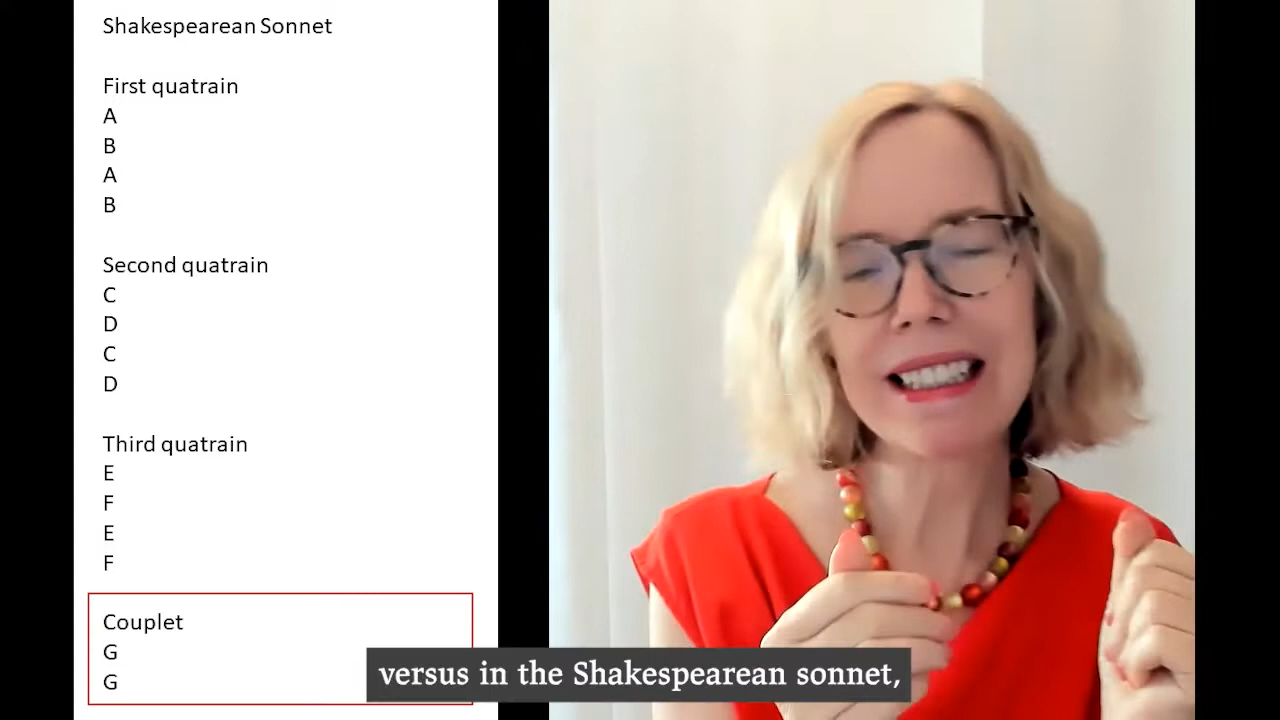 Shakespearean Sonnet
First quatrain
A
B
A
B
Second quatrain
C
D
C
D
Third quatrain
E
F
E
F
Couplet
G
G
versus in the Shakespearean sonnet,